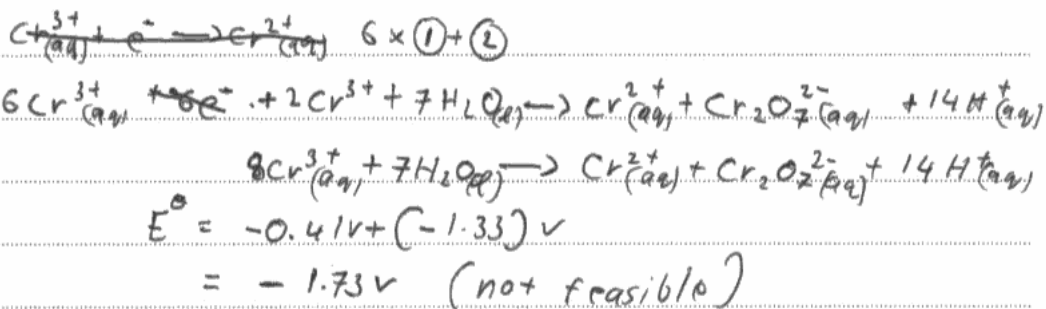 Cr³⁺(aq) + e⁻ → Cr²⁺(aq) 6 × ① + ②
6Cr³⁺(aq) + 6e⁻ . + 2Cr³⁺ + 7H₂O(l) → Cr²⁺(aq) + Cr₂O₇²⁻(aq) + 14H⁺(aq)
8Cr³⁺(aq) + 7H₂O(l) → Cr²⁺(aq) + Cr₂O₇²⁻(aq) + 14H⁺(aq)
E⊖ = -0.41v + (-1.33) v
= - 1.73 v (not feasible)